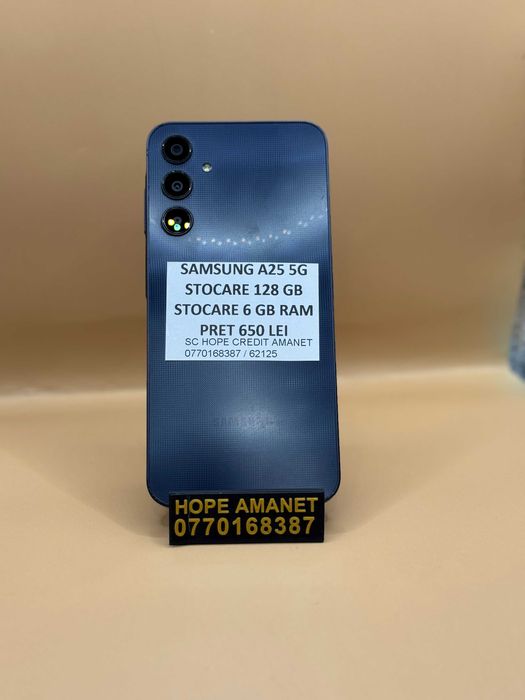 SAMSUNG A25 5G
STOCARE 128 GB
STOCARE 6 GB RAM
PRET 650 LEI
SC HOPE CREDIT AMANET
0770168387 / 62125
SAMSUNG
HOPE AMANET
0770168387